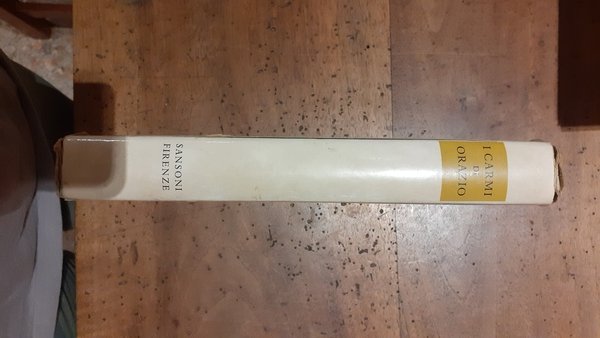 I CARMI
DI
ORAZIO
SANSONI
FIRENZE